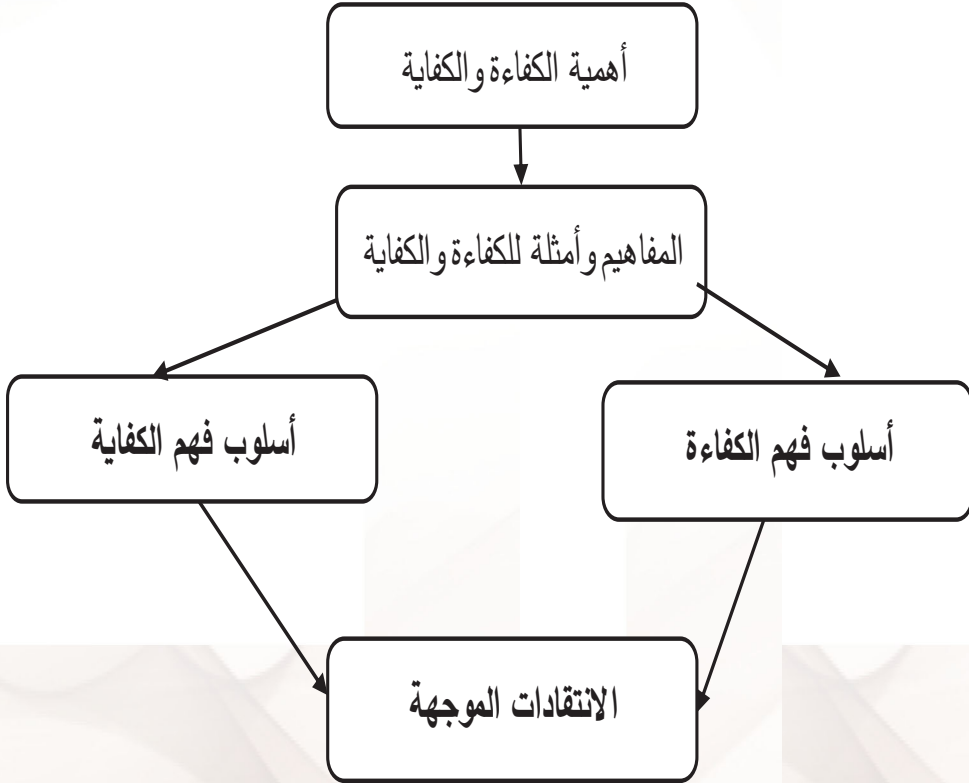 أهمية الكفاءة والكفاية
المفاهيم وأمثلة للكفاءة والكفاية
أسلوب فهم الكفاءة
أسلوب فهم الكفاية
الانتقادات الموجهة